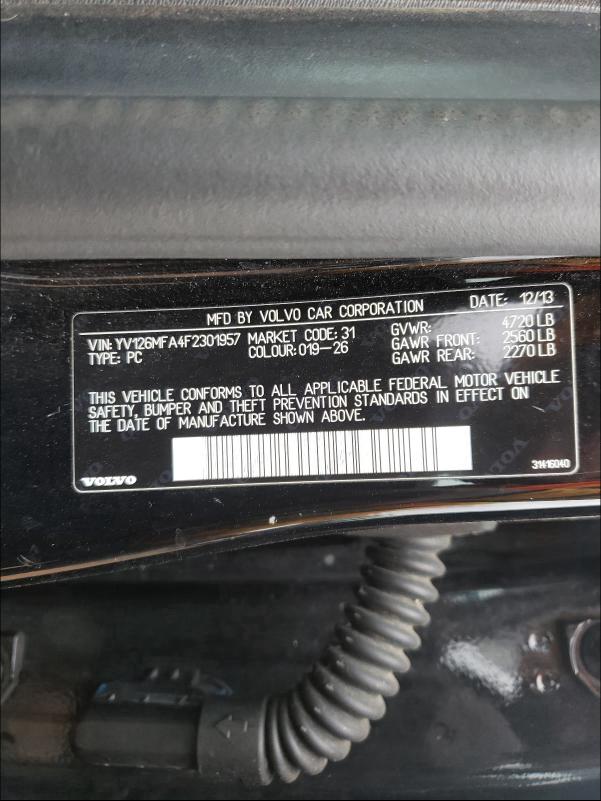 MFD BY VOLVO CAR CORPORATION DATE: 12/13
VIN: YV126MFA4F2301957 MARKET CODE: 31 GVWR: 4720 LB
TYPE: PC COLOUR: 019-26 GAWR FRONT: 2560 LB
GAWR REAR: 2270 LB
THIS VEHICLE CONFORMS TO ALL APPLICABLE FEDERAL MOTOR VEHICLE
SAFETY, BUMPER AND THEFT PREVENTION STANDARDS IN EFFECT ON
THE DATE OF MANUFACTURE SHOWN ABOVE.
VOLVO 31416040